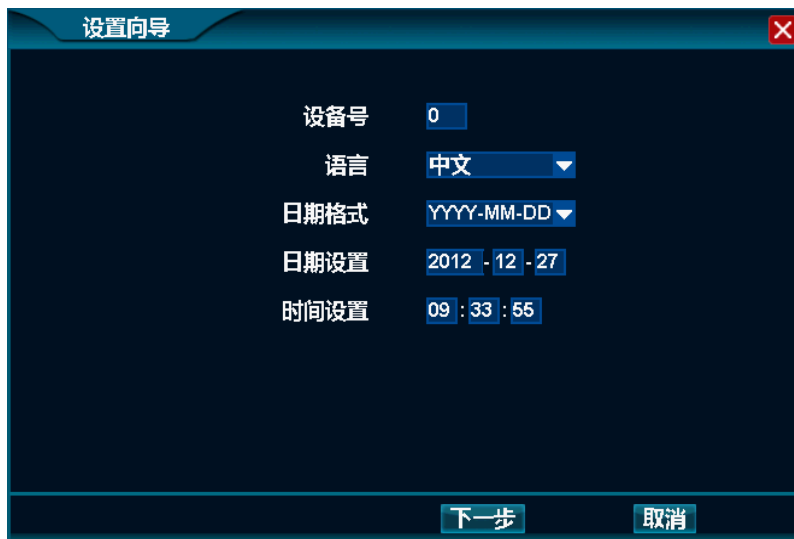 设置向导
设备号 0
语言 中文
日期格式 YYYY-MM-DD
日期设置 2012 - 12 - 27
时间设置 09 : 33 : 55
下一步 取消